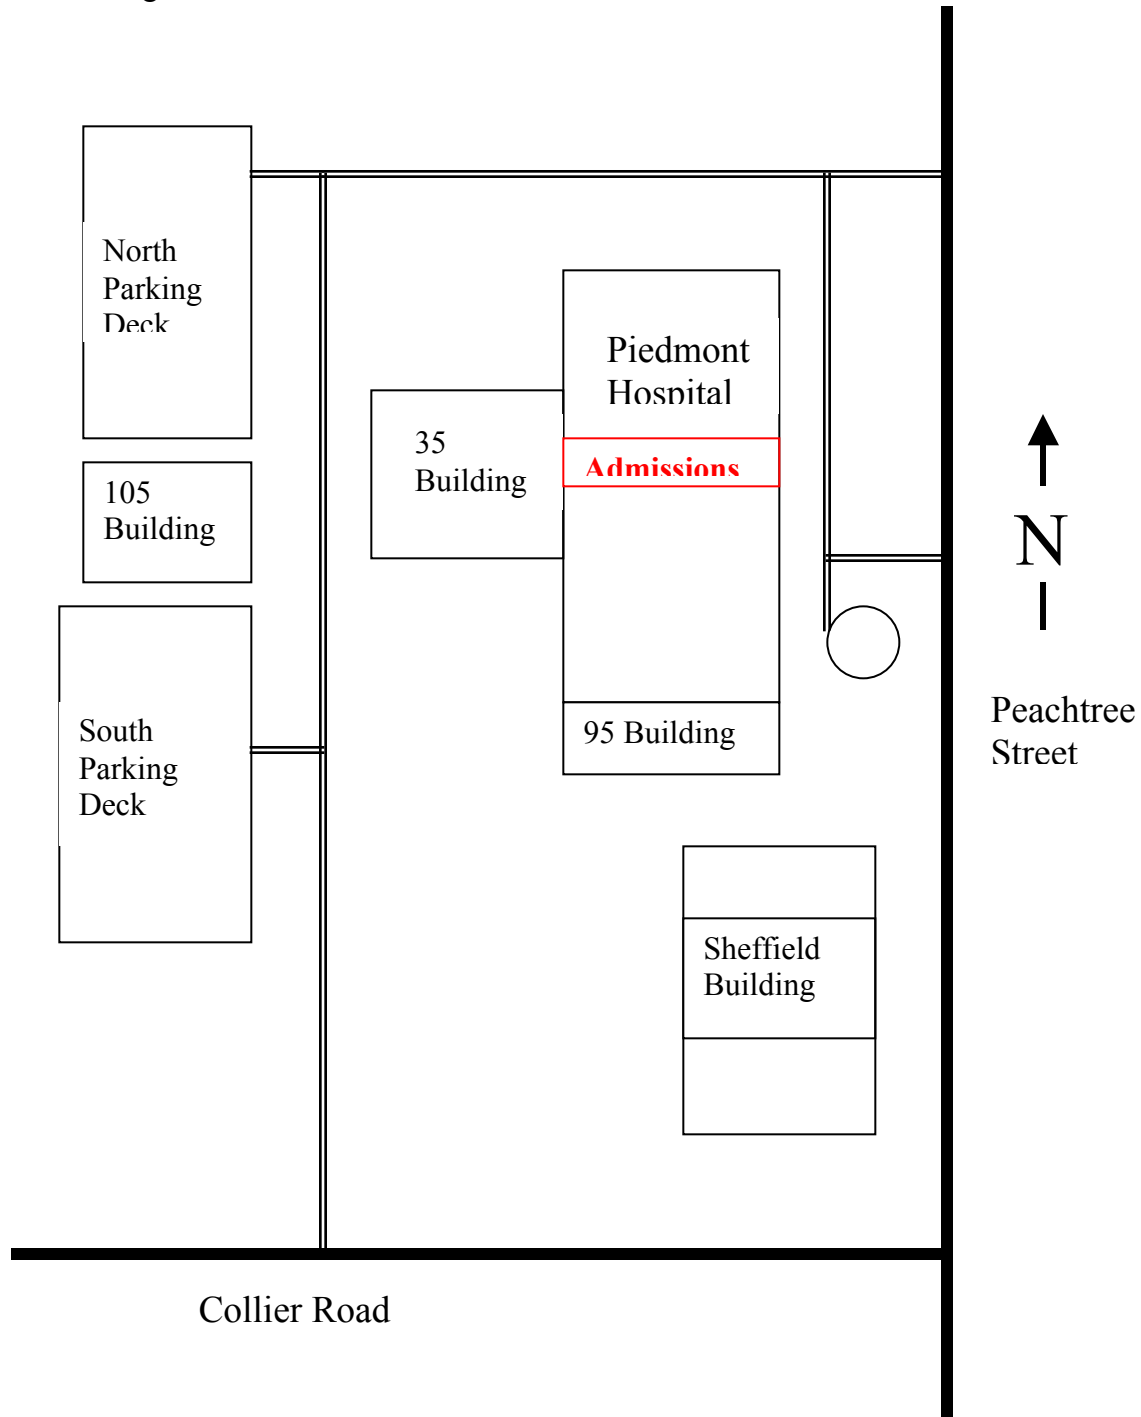 North
Parking
Deck
Piedmont
Hospital
35
Building
Admissions
105
Building
N
South
Parking
Deck
95 Building
Peachtree
Street
Sheffield
Building
Collier Road